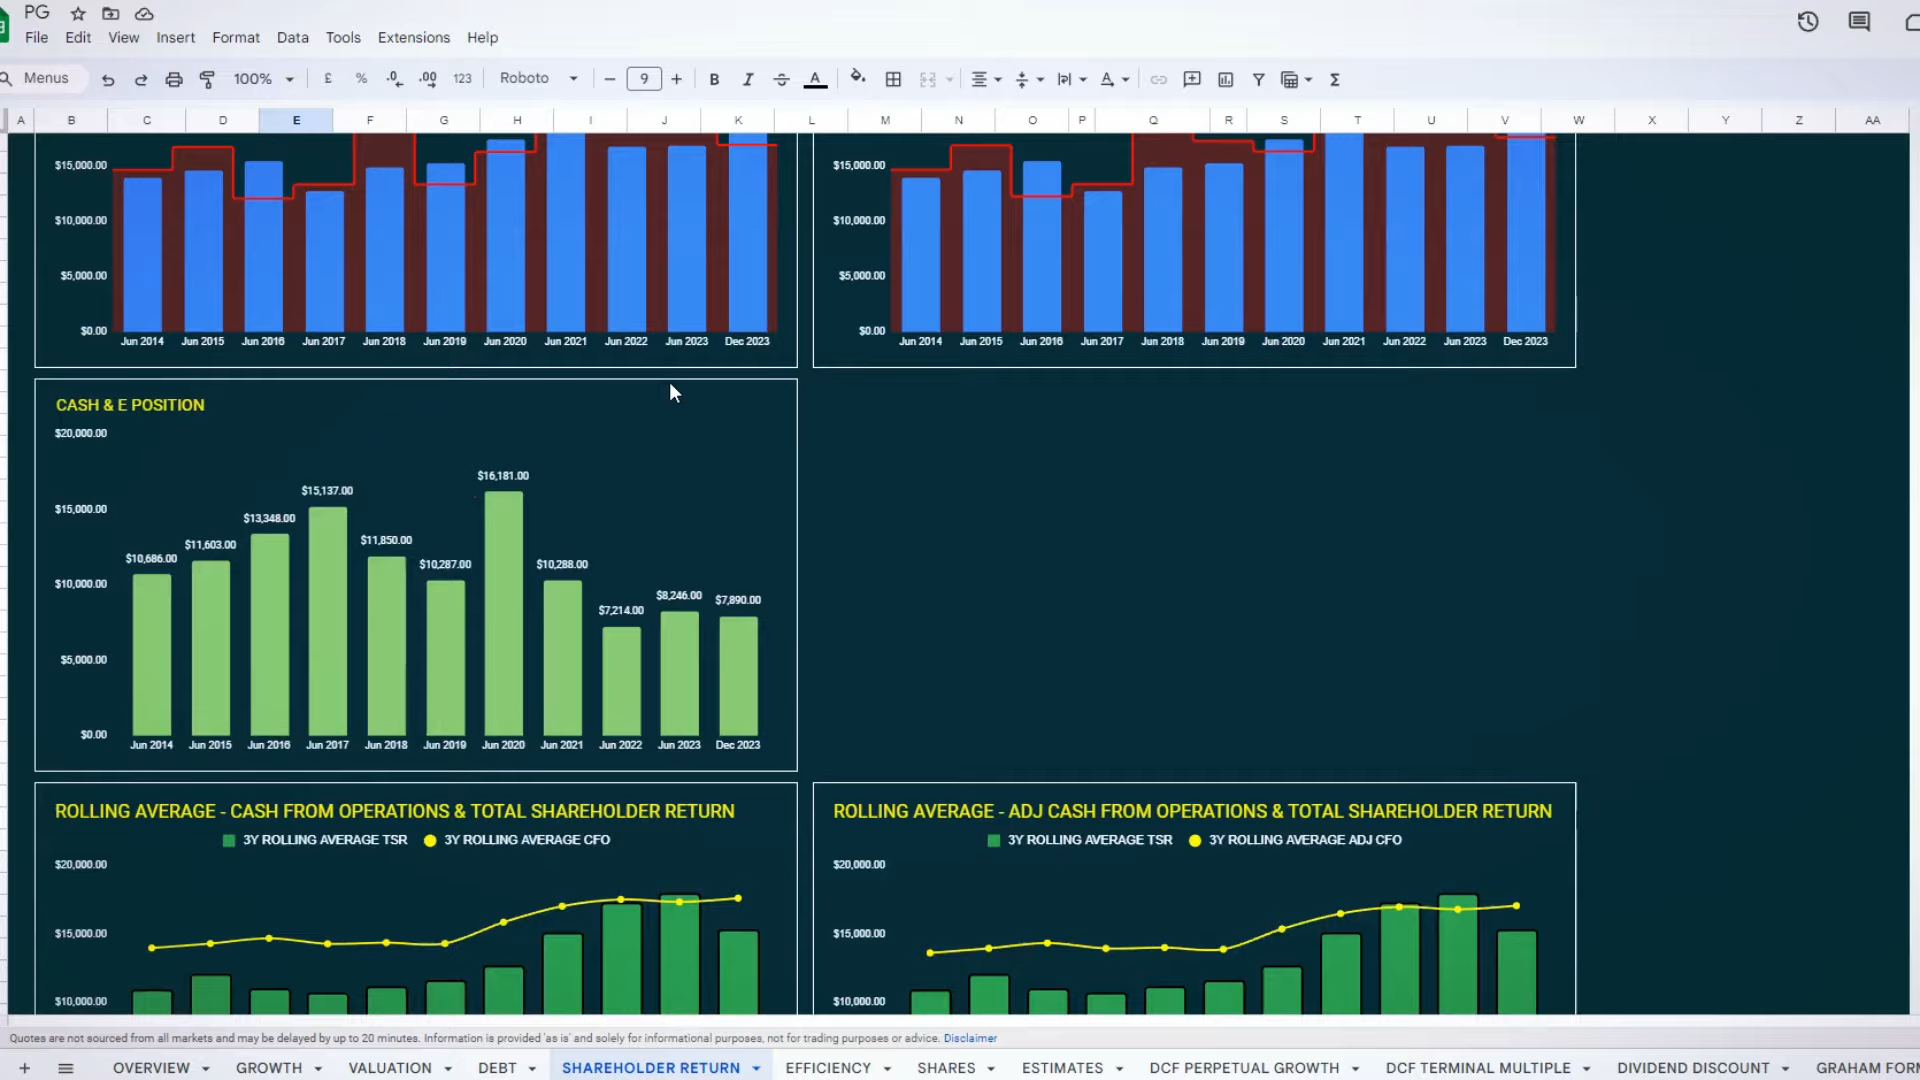 PG
File Edit View Insert Format Data Tools Extensions Help
Menus 100% £ % .0 .00 123 Roboto 9 B I A Σ
A B C D E F G H I J K L M N O P Q R S T U V W X Y Z AA
$15,000.00
$10,000.00
$5,000.00
$0.00
Jun 2014 Jun 2015 Jun 2016 Jun 2017 Jun 2018 Jun 2019 Jun 2020 Jun 2021 Jun 2022 Jun 2023 Dec 2023
$15,000.00
$10,000.00
$5,000.00
$0.00
Jun 2014 Jun 2015 Jun 2016 Jun 2017 Jun 2018 Jun 2019 Jun 2020 Jun 2021 Jun 2022 Jun 2023 Dec 2023
CASH & E POSITION
$20,000.00
$15,000.00
$10,000.00
$5,000.00
$0.00
$10,686.00 $11,603.00 $13,348.00 $15,137.00 $11,850.00 $10,287.00 $16,181.00 $10,288.00 $7,214.00 $8,246.00 $7,890.00
Jun 2014 Jun 2015 Jun 2016 Jun 2017 Jun 2018 Jun 2019 Jun 2020 Jun 2021 Jun 2022 Jun 2023 Dec 2023
ROLLING AVERAGE - CASH FROM OPERATIONS & TOTAL SHAREHOLDER RETURN
3Y ROLLING AVERAGE TSR 3Y ROLLING AVERAGE CFO
$20,000.00
$15,000.00
$10,000.00
ROLLING AVERAGE - ADJ CASH FROM OPERATIONS & TOTAL SHAREHOLDER RETURN
3Y ROLLING AVERAGE TSR 3Y ROLLING AVERAGE ADJ CFO
$20,000.00
$15,000.00
$10,000.00
Quotes are not sourced from all markets and may be delayed by up to 20 minutes. Information is provided 'as is' and solely for informational purposes, not for trading purposes or advice. Disclaimer
OVERVIEW GROWTH VALUATION DEBT SHAREHOLDER RETURN EFFICIENCY SHARES ESTIMATES DCF PERPETUAL GROWTH DCF TERMINAL MULTIPLE DIVIDEND DISCOUNT GRAHAM FORM